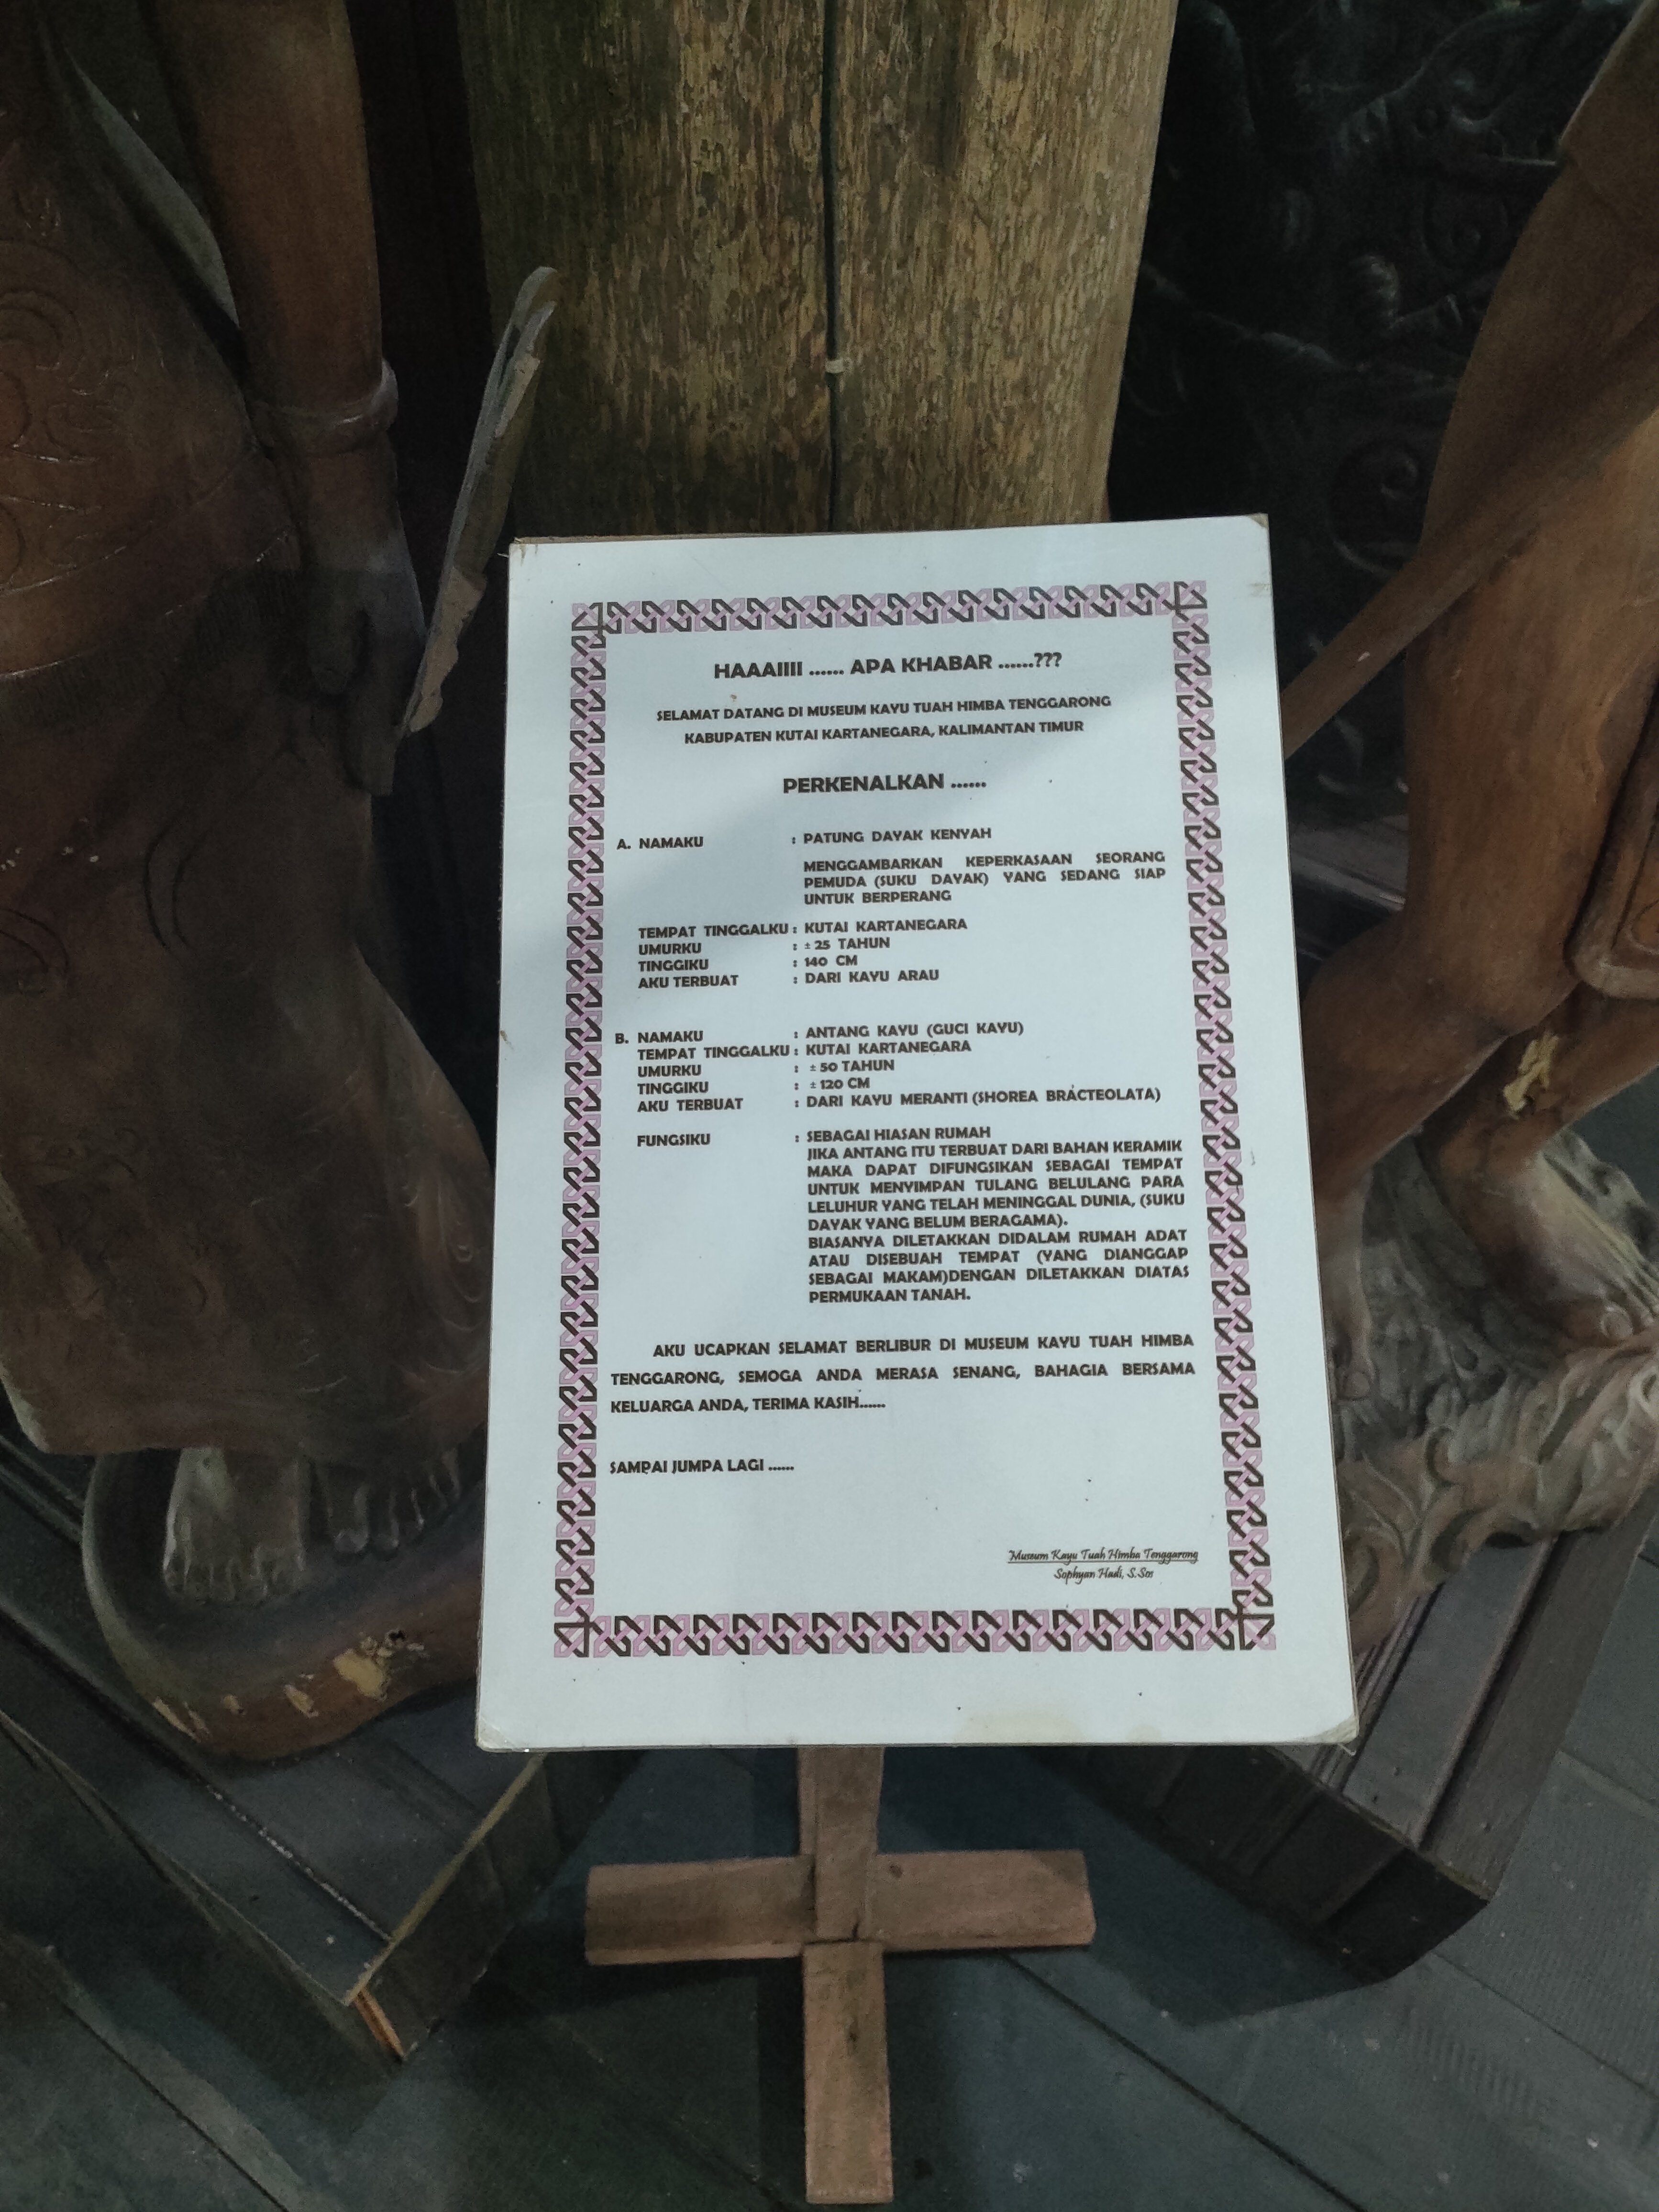 HAAAIIIII ...... APA KHABAR ......???
SELAMAT DATANG DI MUSEUM KAYU TUAH HIMBA TENGGARONG
KABUPATEN KUTAI KARTANEGARA, KALIMANTAN TIMUR
PERKENALKAN ......
A. NAMAKU : PATUNG DAYAK KENYAH
MENGGAMBARKAN KEPERKASAAN SEORANG
PEMUDA (SUKU DAYAK) YANG SEDANG SIAP
UNTUK BERPERANG
TEMPAT TINGGALKU : KUTAI KARTANEGARA
UMURKU : ± 25 TAHUN
TINGGIKU : 140 CM
AKU TERBUAT : DARI KAYU ARAU
B. NAMAKU : ANTANG KAYU (GUCI KAYU)
TEMPAT TINGGALKU : KUTAI KARTANEGARA
UMURKU : ± 50 TAHUN
TINGGIKU : ± 120 CM
AKU TERBUAT : DARI KAYU MERANTI (SHOREA BRACTEOLATA)
FUNGSIKU : SEBAGAI HIASAN RUMAH
JIKA ANTANG ITU TERBUAT DARI BAHAN KERAMIK
MAKA DAPAT DIFUNGSIKAN SEBAGAI TEMPAT
UNTUK MENYIMPAN TULANG BELULANG PARA
LELUHUR YANG TELAH MENINGGAL DUNIA, (SUKU
DAYAK YANG BELUM BERAGAMA).
BIASANYA DILETAKKAN DIDALAM RUMAH ADAT
ATAU DISEBUAH TEMPAT (YANG DIANGGAP
SEBAGAI MAKAM)DENGAN DILETAKKAN DIATAS
PERMUKAAN TANAH.
AKU UCAPKAN SELAMAT BERLIBUR DI MUSEUM KAYU TUAH HIMBA
TENGGARONG, SEMOGA ANDA MERASA SENANG, BAHAGIA BERSAMA
KELUARGA ANDA, TERIMA KASIH......
SAMPAI JUMPA LAGI ......
Museum Kayu Tuah Himba Tenggarong
Sophyan Hadi, S.Sos